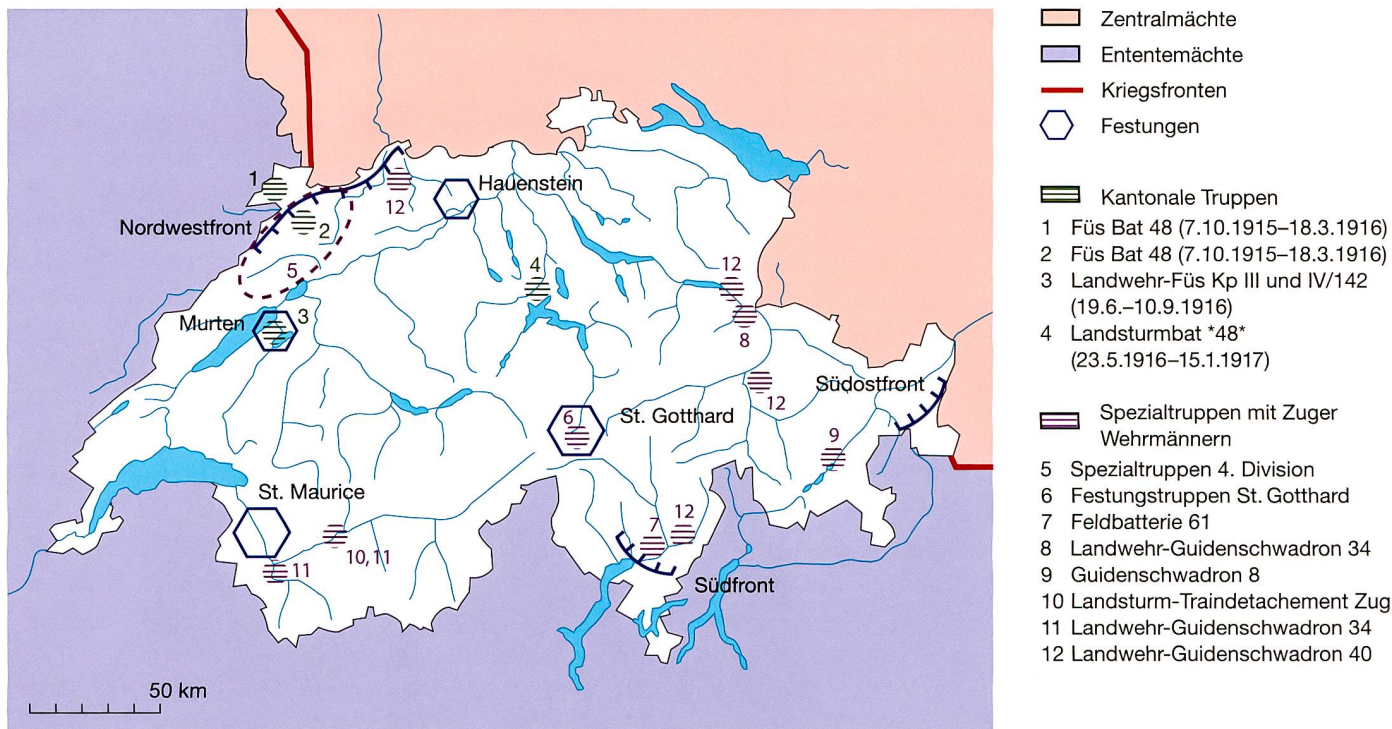 1
Nordwestfront
2
12
Hauenstein
5
Murten
3
4
12
8
12
Südostfront
9
6
St. Gotthard
St. Maurice
10, 11
11
7
12
Südfront
50 km
Zentralmächte
Ententemächte
Kriegsfronten
Festungen
Kantonale Truppen
1 Füs Bat 48 (7.10.1915–18.3.1916)
2 Füs Bat 48 (7.10.1915–18.3.1916)
3 Landwehr-Füs Kp III und IV/142
(19.6.–10.9.1916)
4 Landsturmbat *48*
(23.5.1916–15.1.1917)
Spezialtruppen mit Zuger
Wehrmännern
5 Spezialtruppen 4. Division
6 Festungstruppen St. Gotthard
7 Feldbatterie 61
8 Landwehr-Guidenschwadron 34
9 Guidenschwadron 8
10 Landsturm-Traindetachement Zug
11 Landwehr-Guidenschwadron 34
12 Landwehr-Guidenschwadron 40